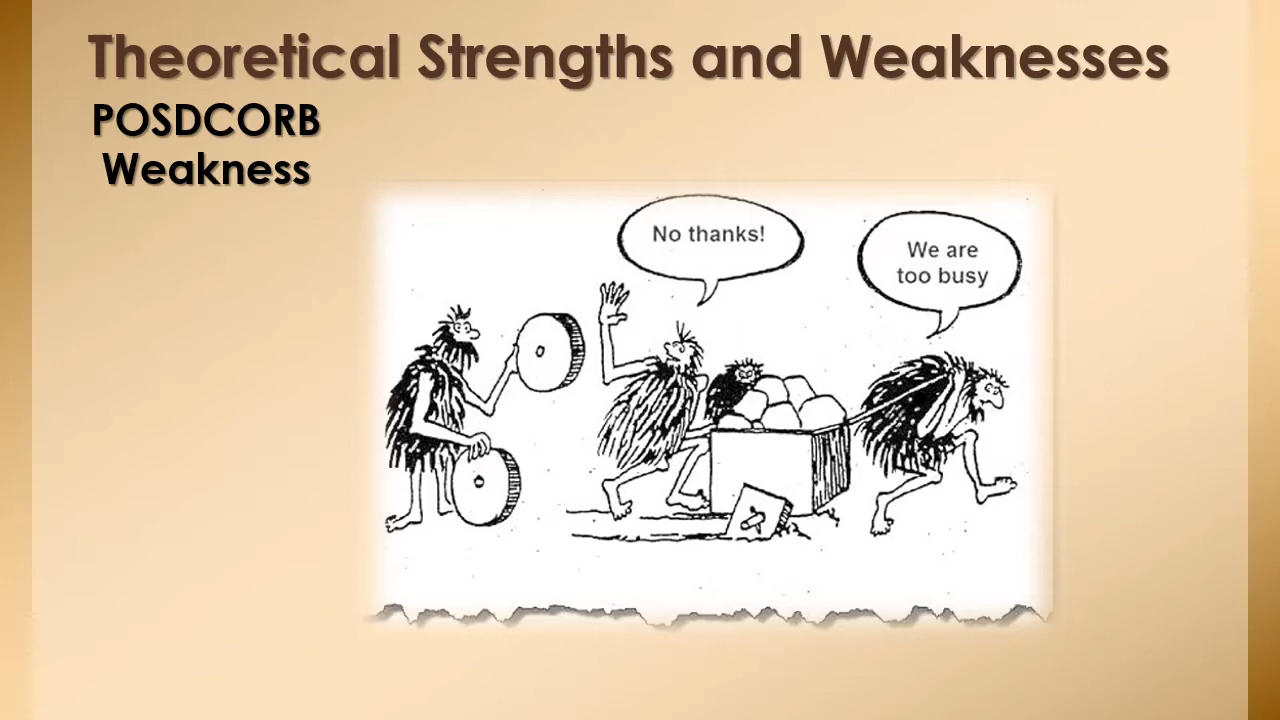 Theoretical Strengths and Weaknesses
POSDCORB
Weakness
No thanks!
We are
too busy